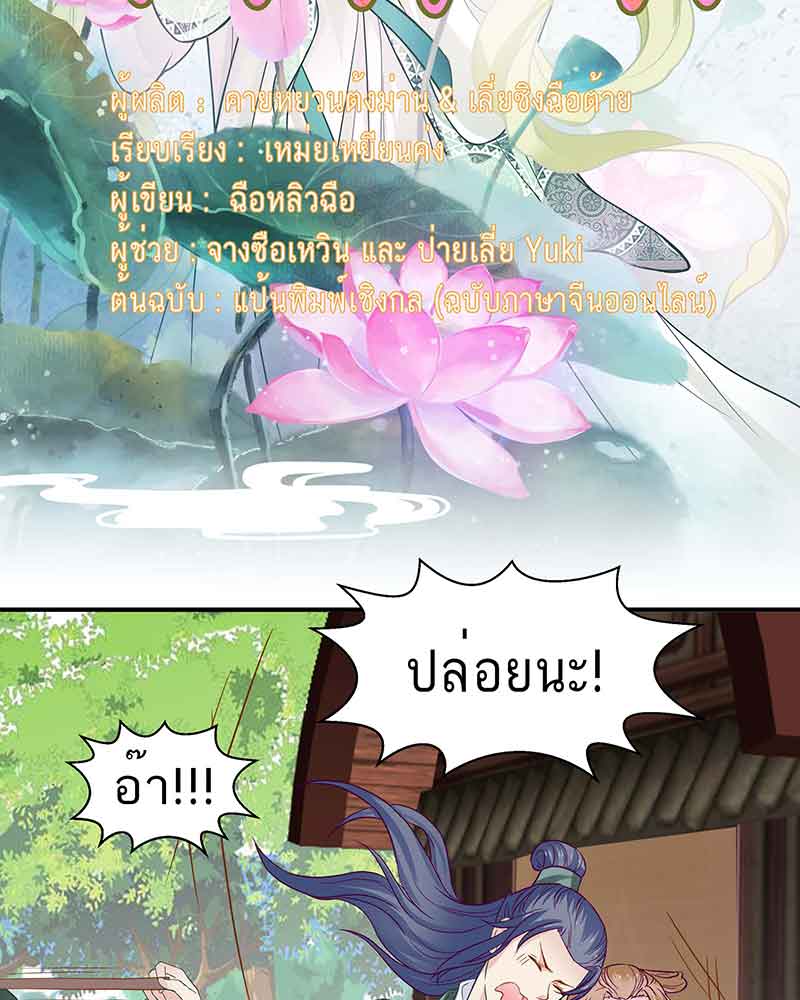 ผู้ผลิต : คายหยวนต้งม่าน & เลี่ยชิงฉือต้าย
เรียบเรียง : เหม่ยเหยียนค่ง
ผู้เขียน : ฉือหลิวฉือ
ผู้ช่วย : จางซือเหวิน และ ป่ายเลี่ย Yuki
ต้นฉบับ : แป้นพิมพ์เชิงกล (ฉบับภาษาจีนออนไลน์)
ปล่อยนะ!
อ๊า!!!